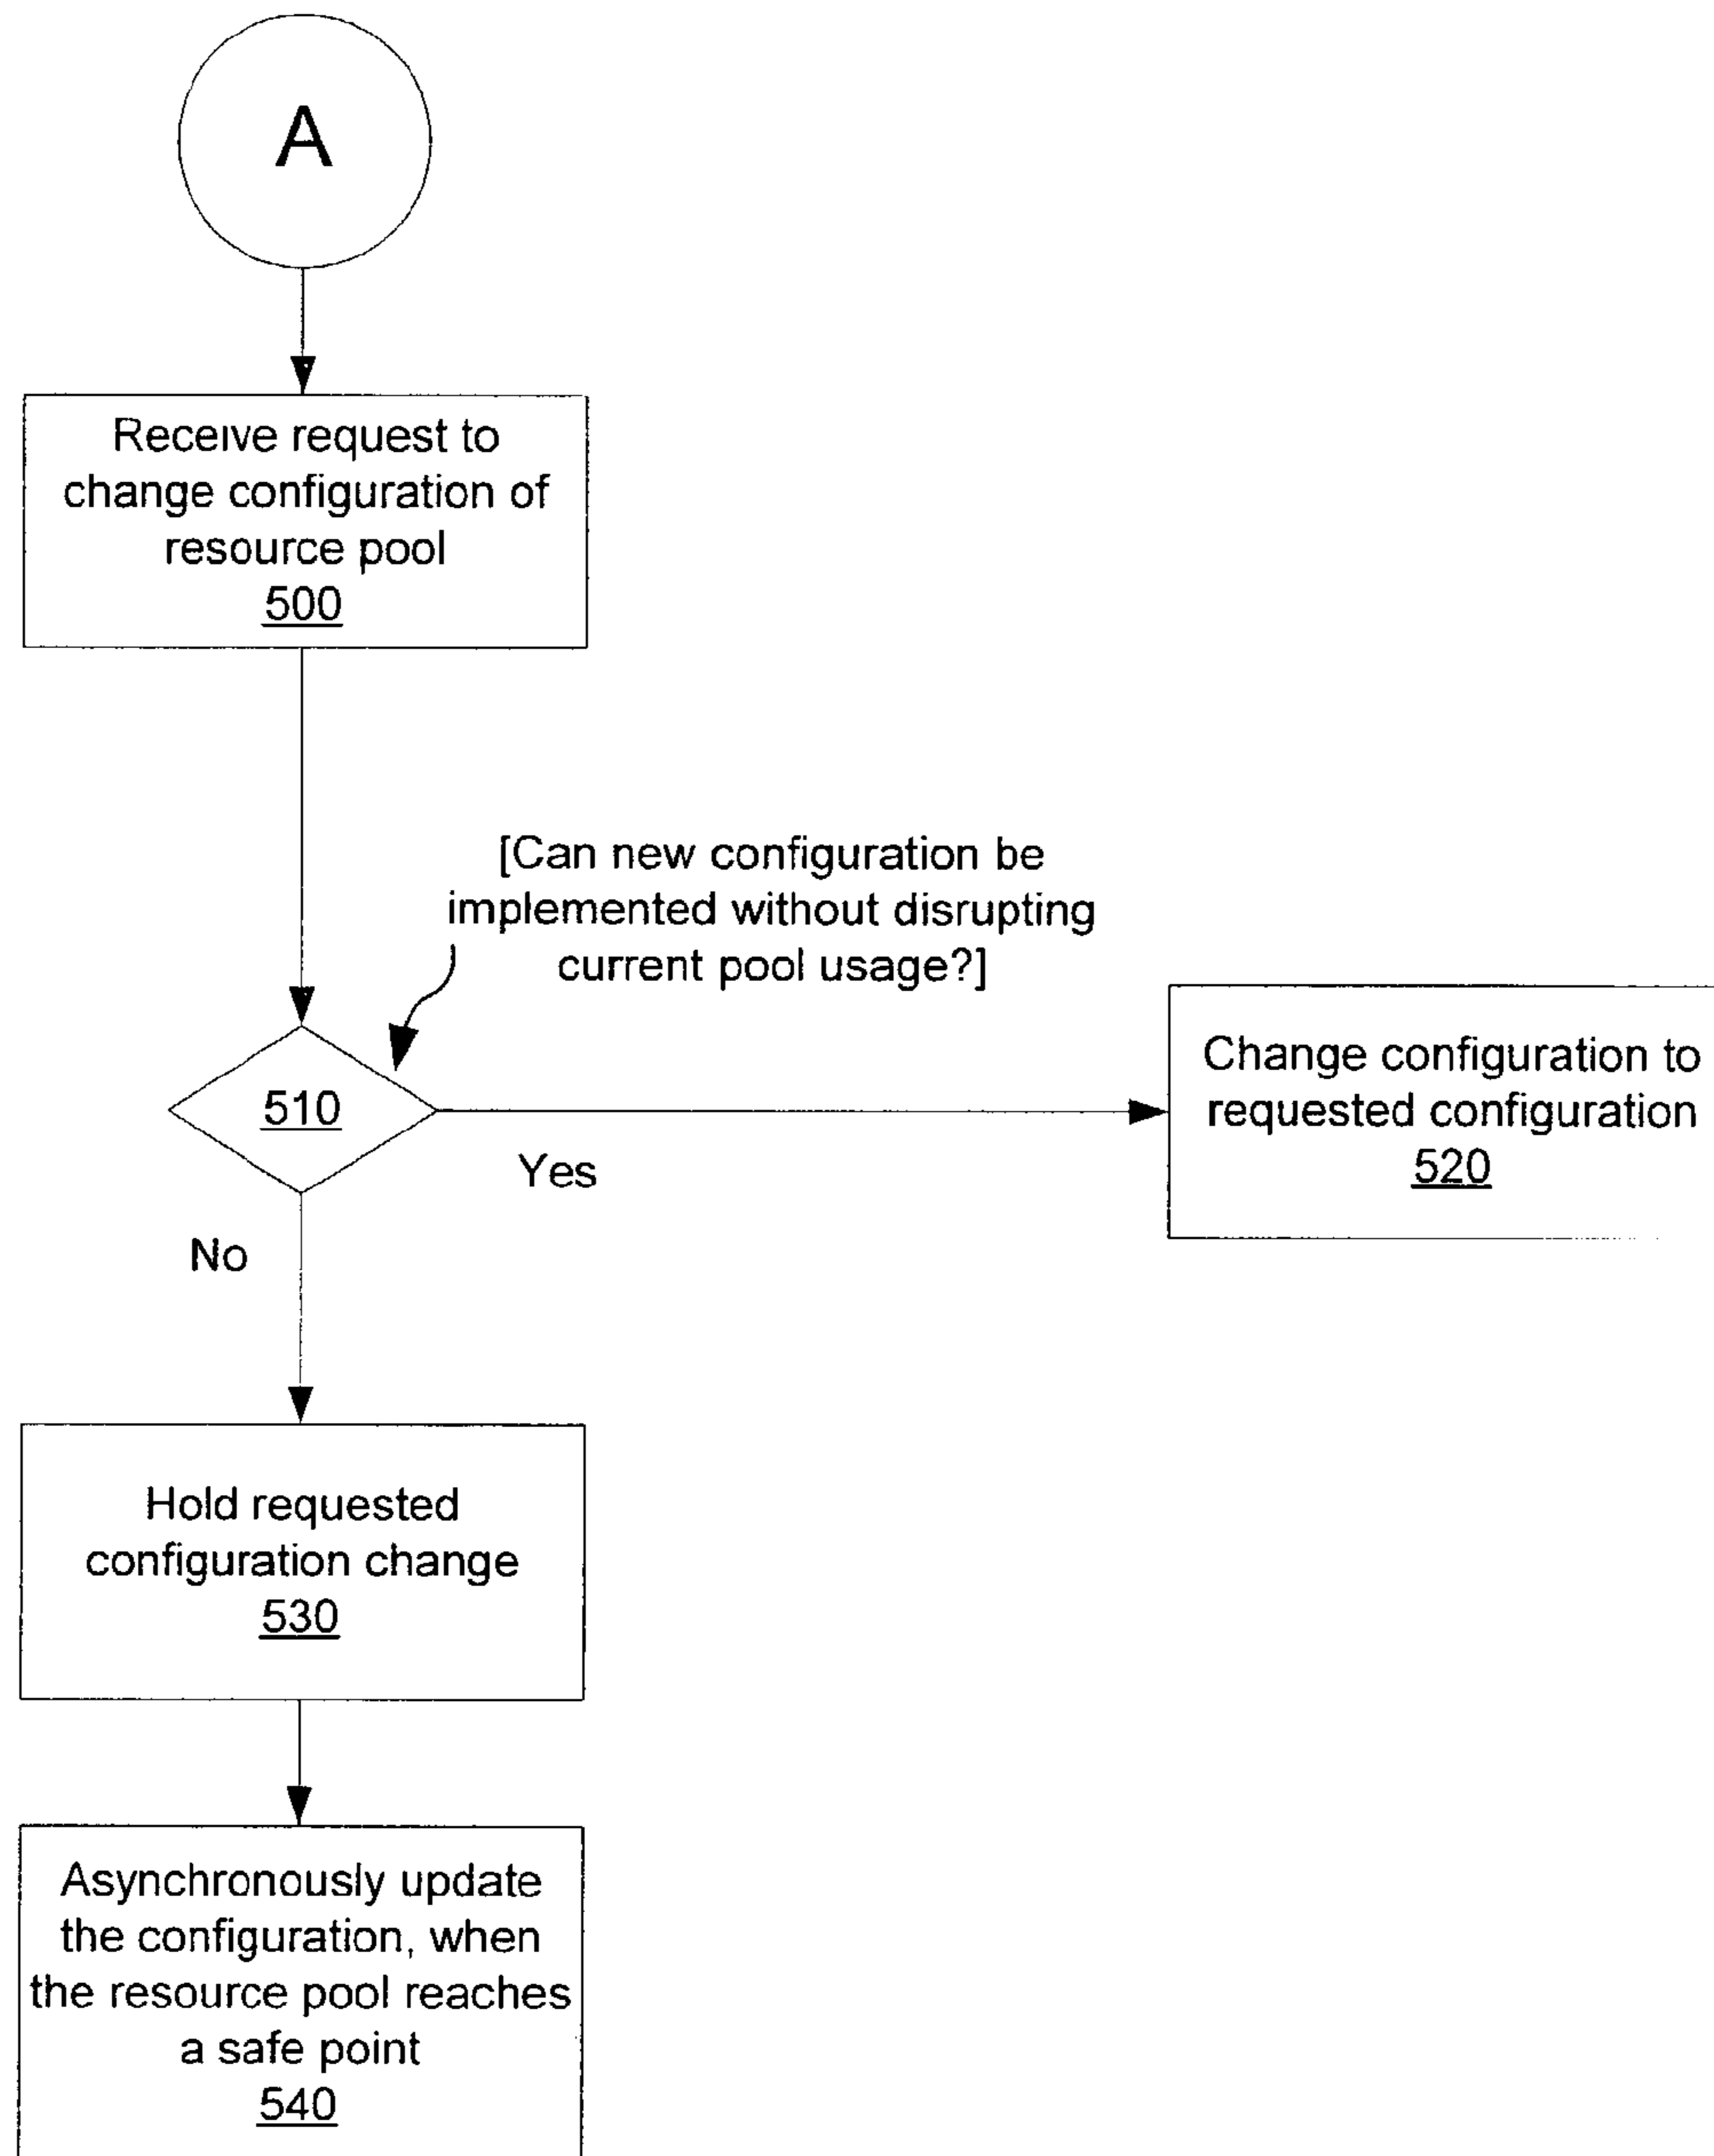 A
Receive request to
change configuration of
resource pool
500
[Can new configuration be
implemented without disrupting
current pool usage?]
510
Yes
No
Change configuration to
requested configuration
520
Hold requested
configuration change
530
Asynchronously update
the configuration, when
the resource pool reaches
a safe point
540